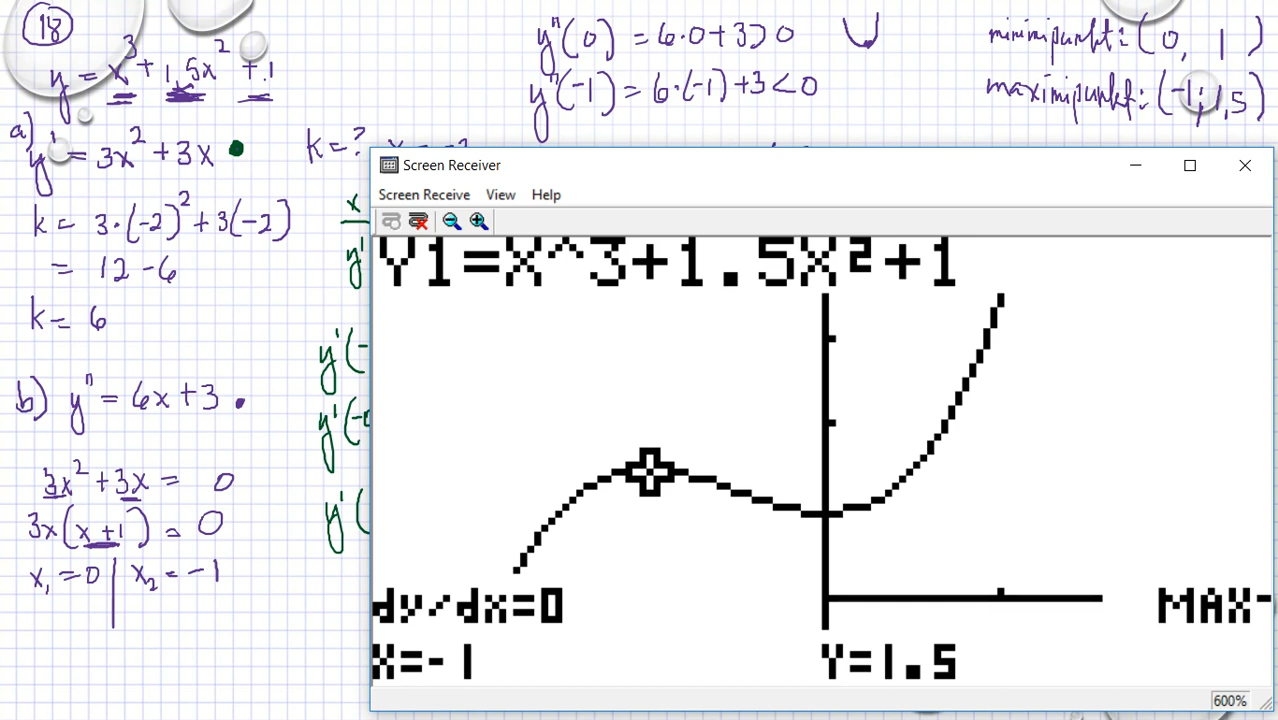 18
y = x³ + 1,5x² + 1
a) y' = 3x² + 3x
k = 3·(-2)² + 3(-2)
= 12 - 6
k = 6
b) y" = 6x + 3
3x² + 3x = 0
3x(x+1) = 0
x₁ = 0 | x₂ = -1
k = ?
x
y'
y'(-
y'(-0
y'(
y"(0) = 6·0+3>0
y"(-1) = 6·(-1)+3<0
minimipunkt: (0, 1)
maximipunkt: (-1; 1,5)
Screen Receiver
Screen Receive View Help
Y1=X^3+1.5X²+1
dy/dx=0
MAX
X=-1 Y=1.5
600%